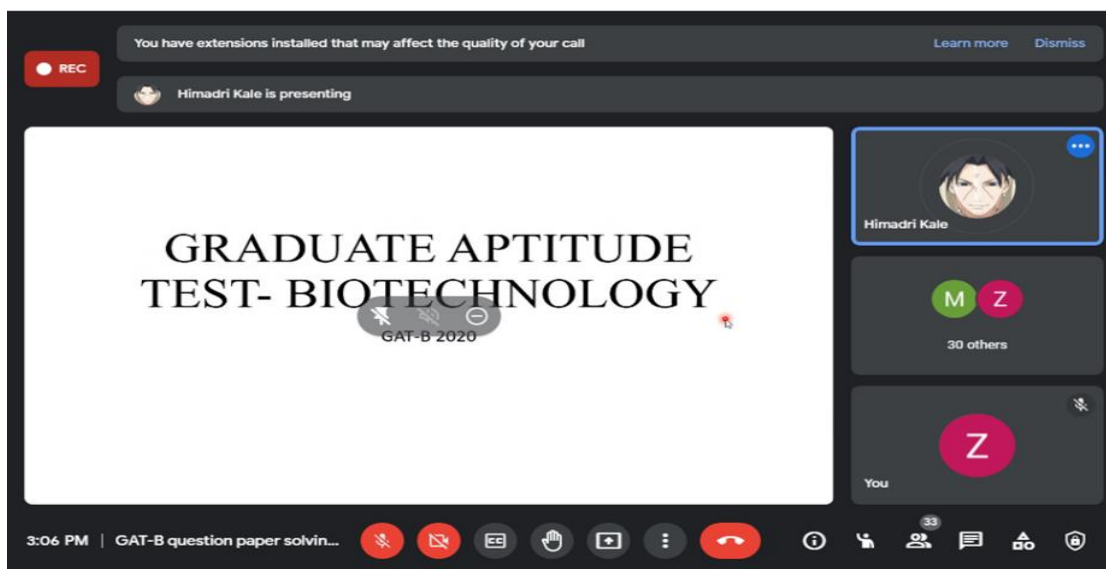 You have extensions installed that may affect the quality of your call
Learn more
Dismiss
REC
Himadri Kale is presenting
GRADUATE APTITUDE
TEST- BIOTECHNOLOGY
GAT-B 2020
Himadri Kale
M Z
30 others
Z
You
3:06 PM | GAT-B question paper solvin...
CC
33